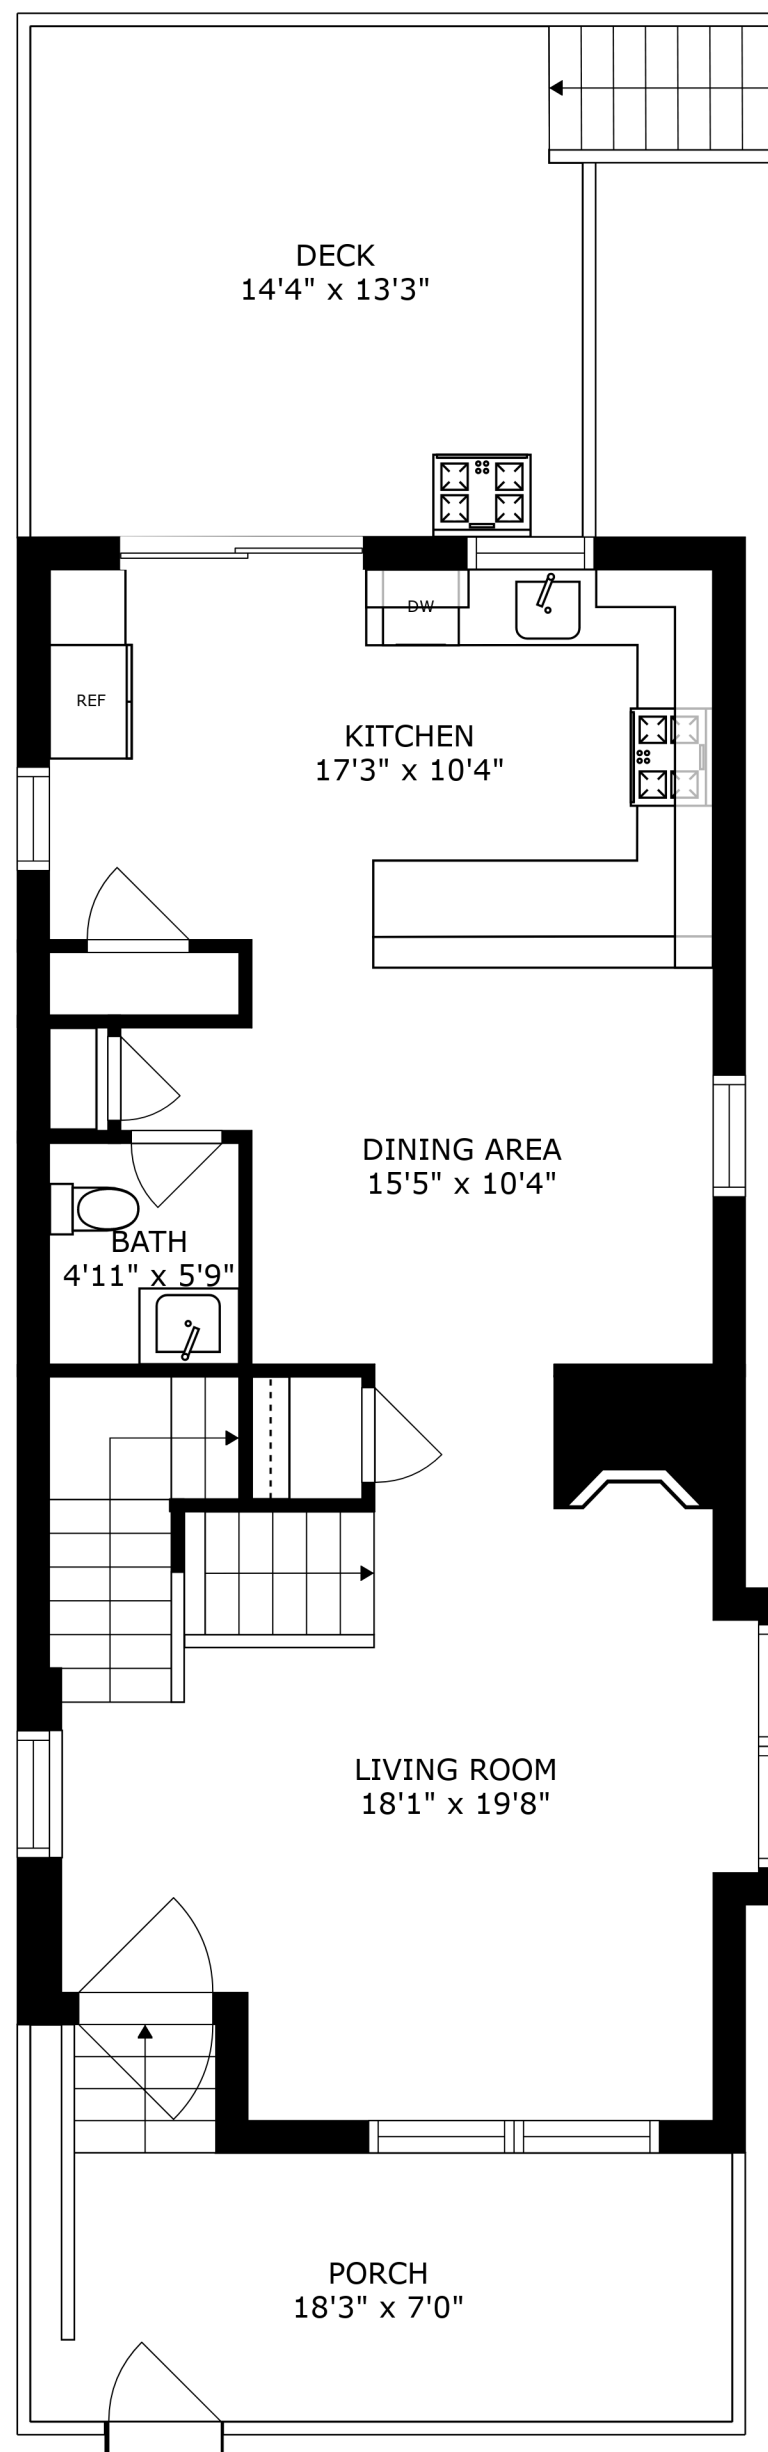 DECK
14'4" x 13'3"
DW
REF
KITCHEN
17'3" x 10'4"
DINING AREA
15'5" x 10'4"
BATH
4'11" x 5'9"
LIVING ROOM
18'1" x 19'8"
PORCH
18'3" x 7'0"